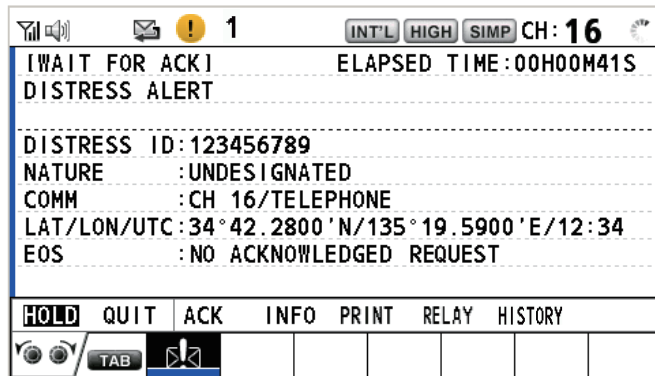 ! 1 INT'L HIGH SIMP CH: 16
[WAIT FOR ACK] ELAPSED TIME:00H00M41S
DISTRESS ALERT
DISTRESS ID:123456789
NATURE :UNDESIGNATED
COMM :CH 16/TELEPHONE
LAT/LON/UTC:34°42.2800'N/135°19.5900'E/12:34
EOS :NO ACKNOWLEDGED REQUEST
HOLD QUIT ACK INFO PRINT RELAY HISTORY
TAB